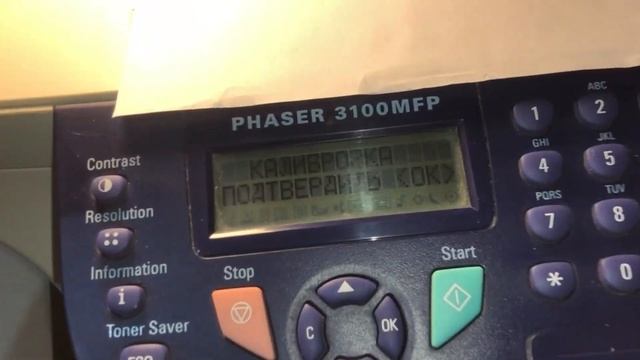 PHASER 3100MFP
КАЛИБРОВКА
ПОДТВЕРДИТЬ <OK>
Contrast
Resolution
Information
i
Toner Saver
ECO
Stop
Start
C
OK
1
ABC
2
GHI
4
JKL
5
PQRS
7
TUV
8
*
0